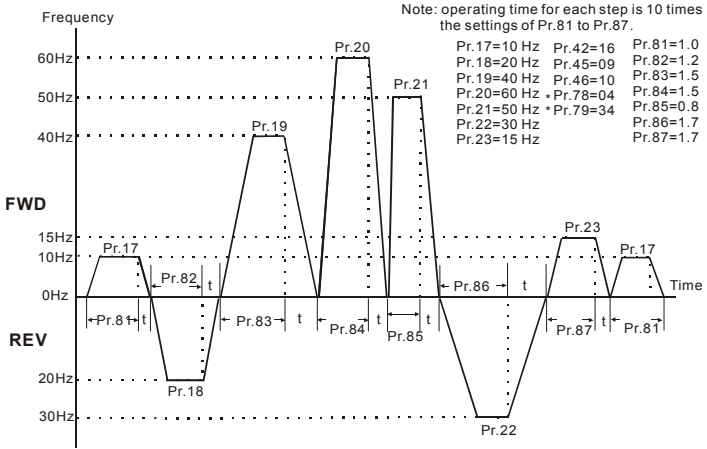 Frequency
Note: operating time for each step is 10 times
the settings of Pr.81 to Pr.87.
Pr.17=10 Hz Pr.42=16 Pr.81=1.0
Pr.18=20 Hz Pr.45=09 Pr.82=1.2
Pr.19=40 Hz Pr.46=10 Pr.83=1.5
Pr.20=60 Hz *Pr.78=04 Pr.84=1.5
Pr.21=50 Hz *Pr.79=34 Pr.85=0.8
Pr.22=30 Hz Pr.86=1.7
Pr.23=15 Hz Pr.87=1.7
Pr.20
60Hz
Pr.21
50Hz
Pr.19
40Hz
FWD
Pr.23
15Hz
Pr.17
Pr.17
10Hz
Pr.82 t
Pr.86 t
Time
0Hz
Pr.81 t
Pr.83 t
Pr.84
Pr.85
t
Pr.87 t
Pr.81
REV
20Hz
Pr.18
30Hz
Pr.22